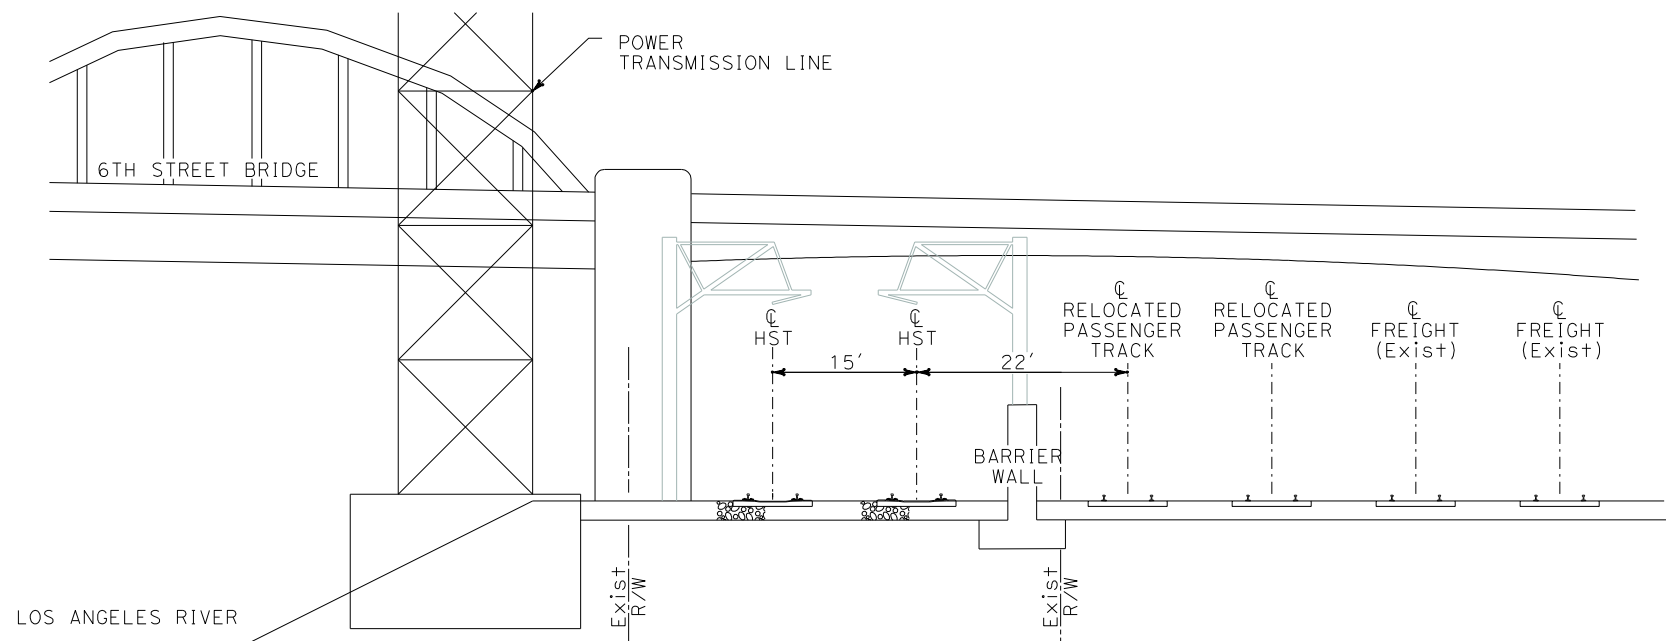 POWER
TRANSMISSION LINE
6TH STREET BRIDGE
℄
HST
℄
HST
℄
RELOCATED
PASSENGER
TRACK
℄
RELOCATED
PASSENGER
TRACK
℄
FREIGHT
(Exist)
℄
FREIGHT
(Exist)
15'
22'
BARRIER
WALL
LOS ANGELES RIVER
Exist
R/W
Exist
R/W